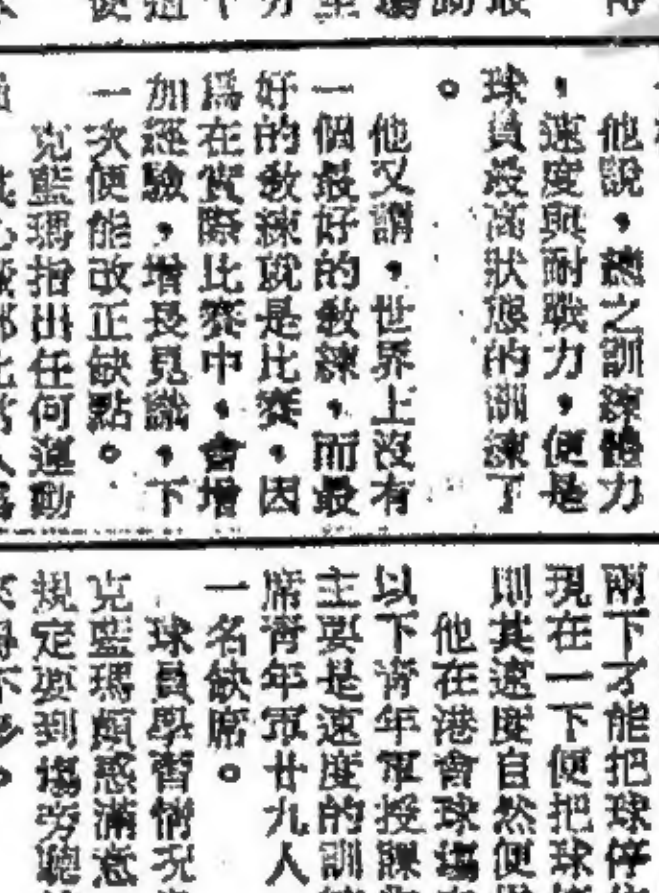 他說，總之訓練體力
，速度與耐戰力，便是
球員最高狀態的訓練了
。
他又謂，世界上沒有
一個最好的教練，而最
好的教練就是比賽，因
爲在實際比賽中，會增
加經驗，增長見識，下
一次便能改正缺點。
克藍瑪指出任何運動
兩下才能把球停
現在一下便把球
則其速度自然便
他在港會球場
以下青年軍授課
主要是速度的訓
席青年軍廿九人
一名缺席。
球員學習情況
克藍瑪頗感滿意
規定要到場旁聽